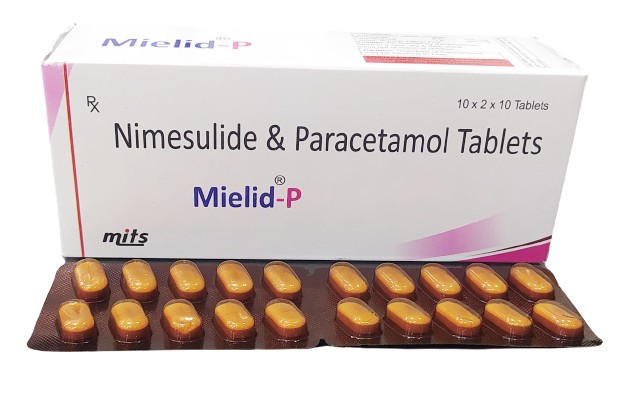 Mielid-P®
Rx
10 x 2 x 10 Tablets
Nimesulide & Paracetamol Tablets
Mielid-P®
mits